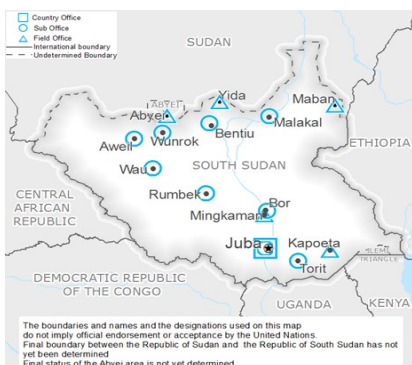 Country Office
Sub Office
Field Office
International boundary
Undetermined Boundary
SUDAN
ABYEI
Abyei
Yida
Maban
Aweil
Wunrok
Bentiu
Malakal
ETHIOPIA
Wau
SOUTH SUDAN
Rumbek
CENTRAL
AFRICAN
REPUBLIC
Mingkaman
Bor
Juba
Kapoeta
Torit
ILEMI
TRIANGLE
DEMOCRATIC REPUBLIC
OF THE CONGO
UGANDA
KENYA
The boundaries and names and the designations used on this map
do not imply official endorsement or acceptance by the United Nations.
Final boundary between the Republic of Sudan and the Republic of South Sudan has not
yet been determined
Final status of the Abyei area is not yet determined